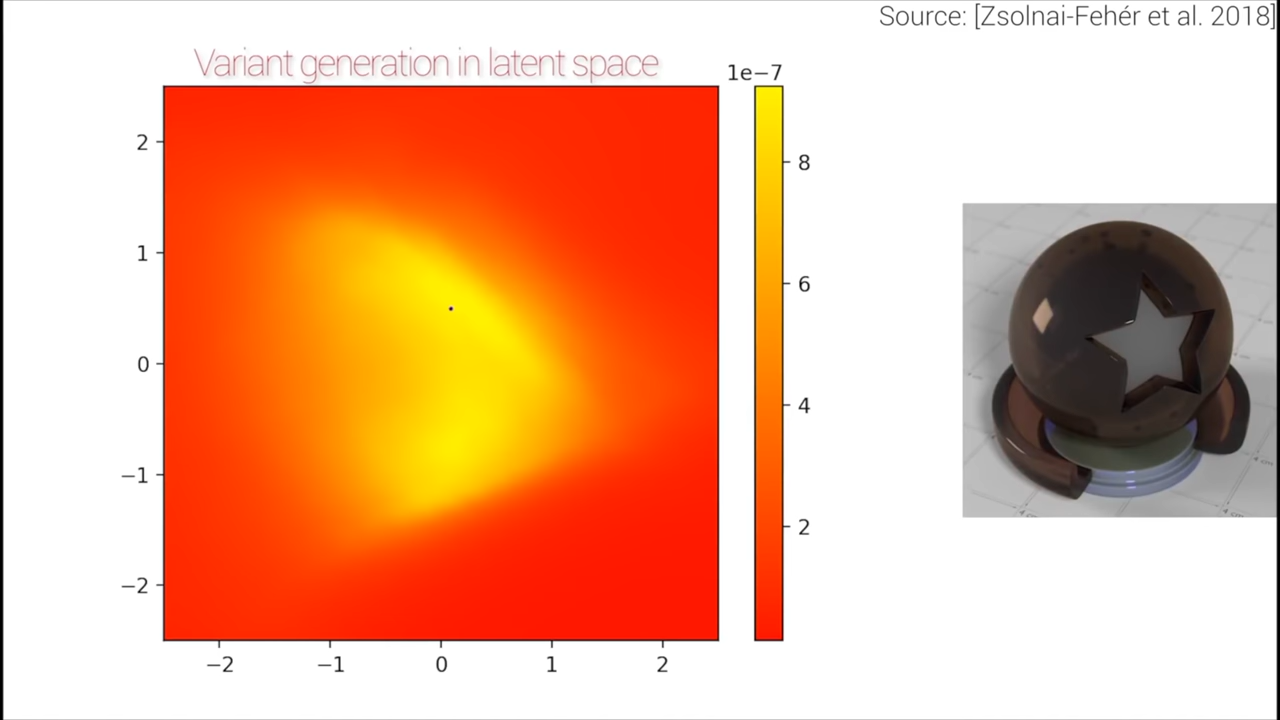 Source: [Zsolnai-Fehér et al. 2018]
Variant generation in latent space
1e−7
2
1
0
−1
−2
8
6
4
2
−2 −1 0 1 2